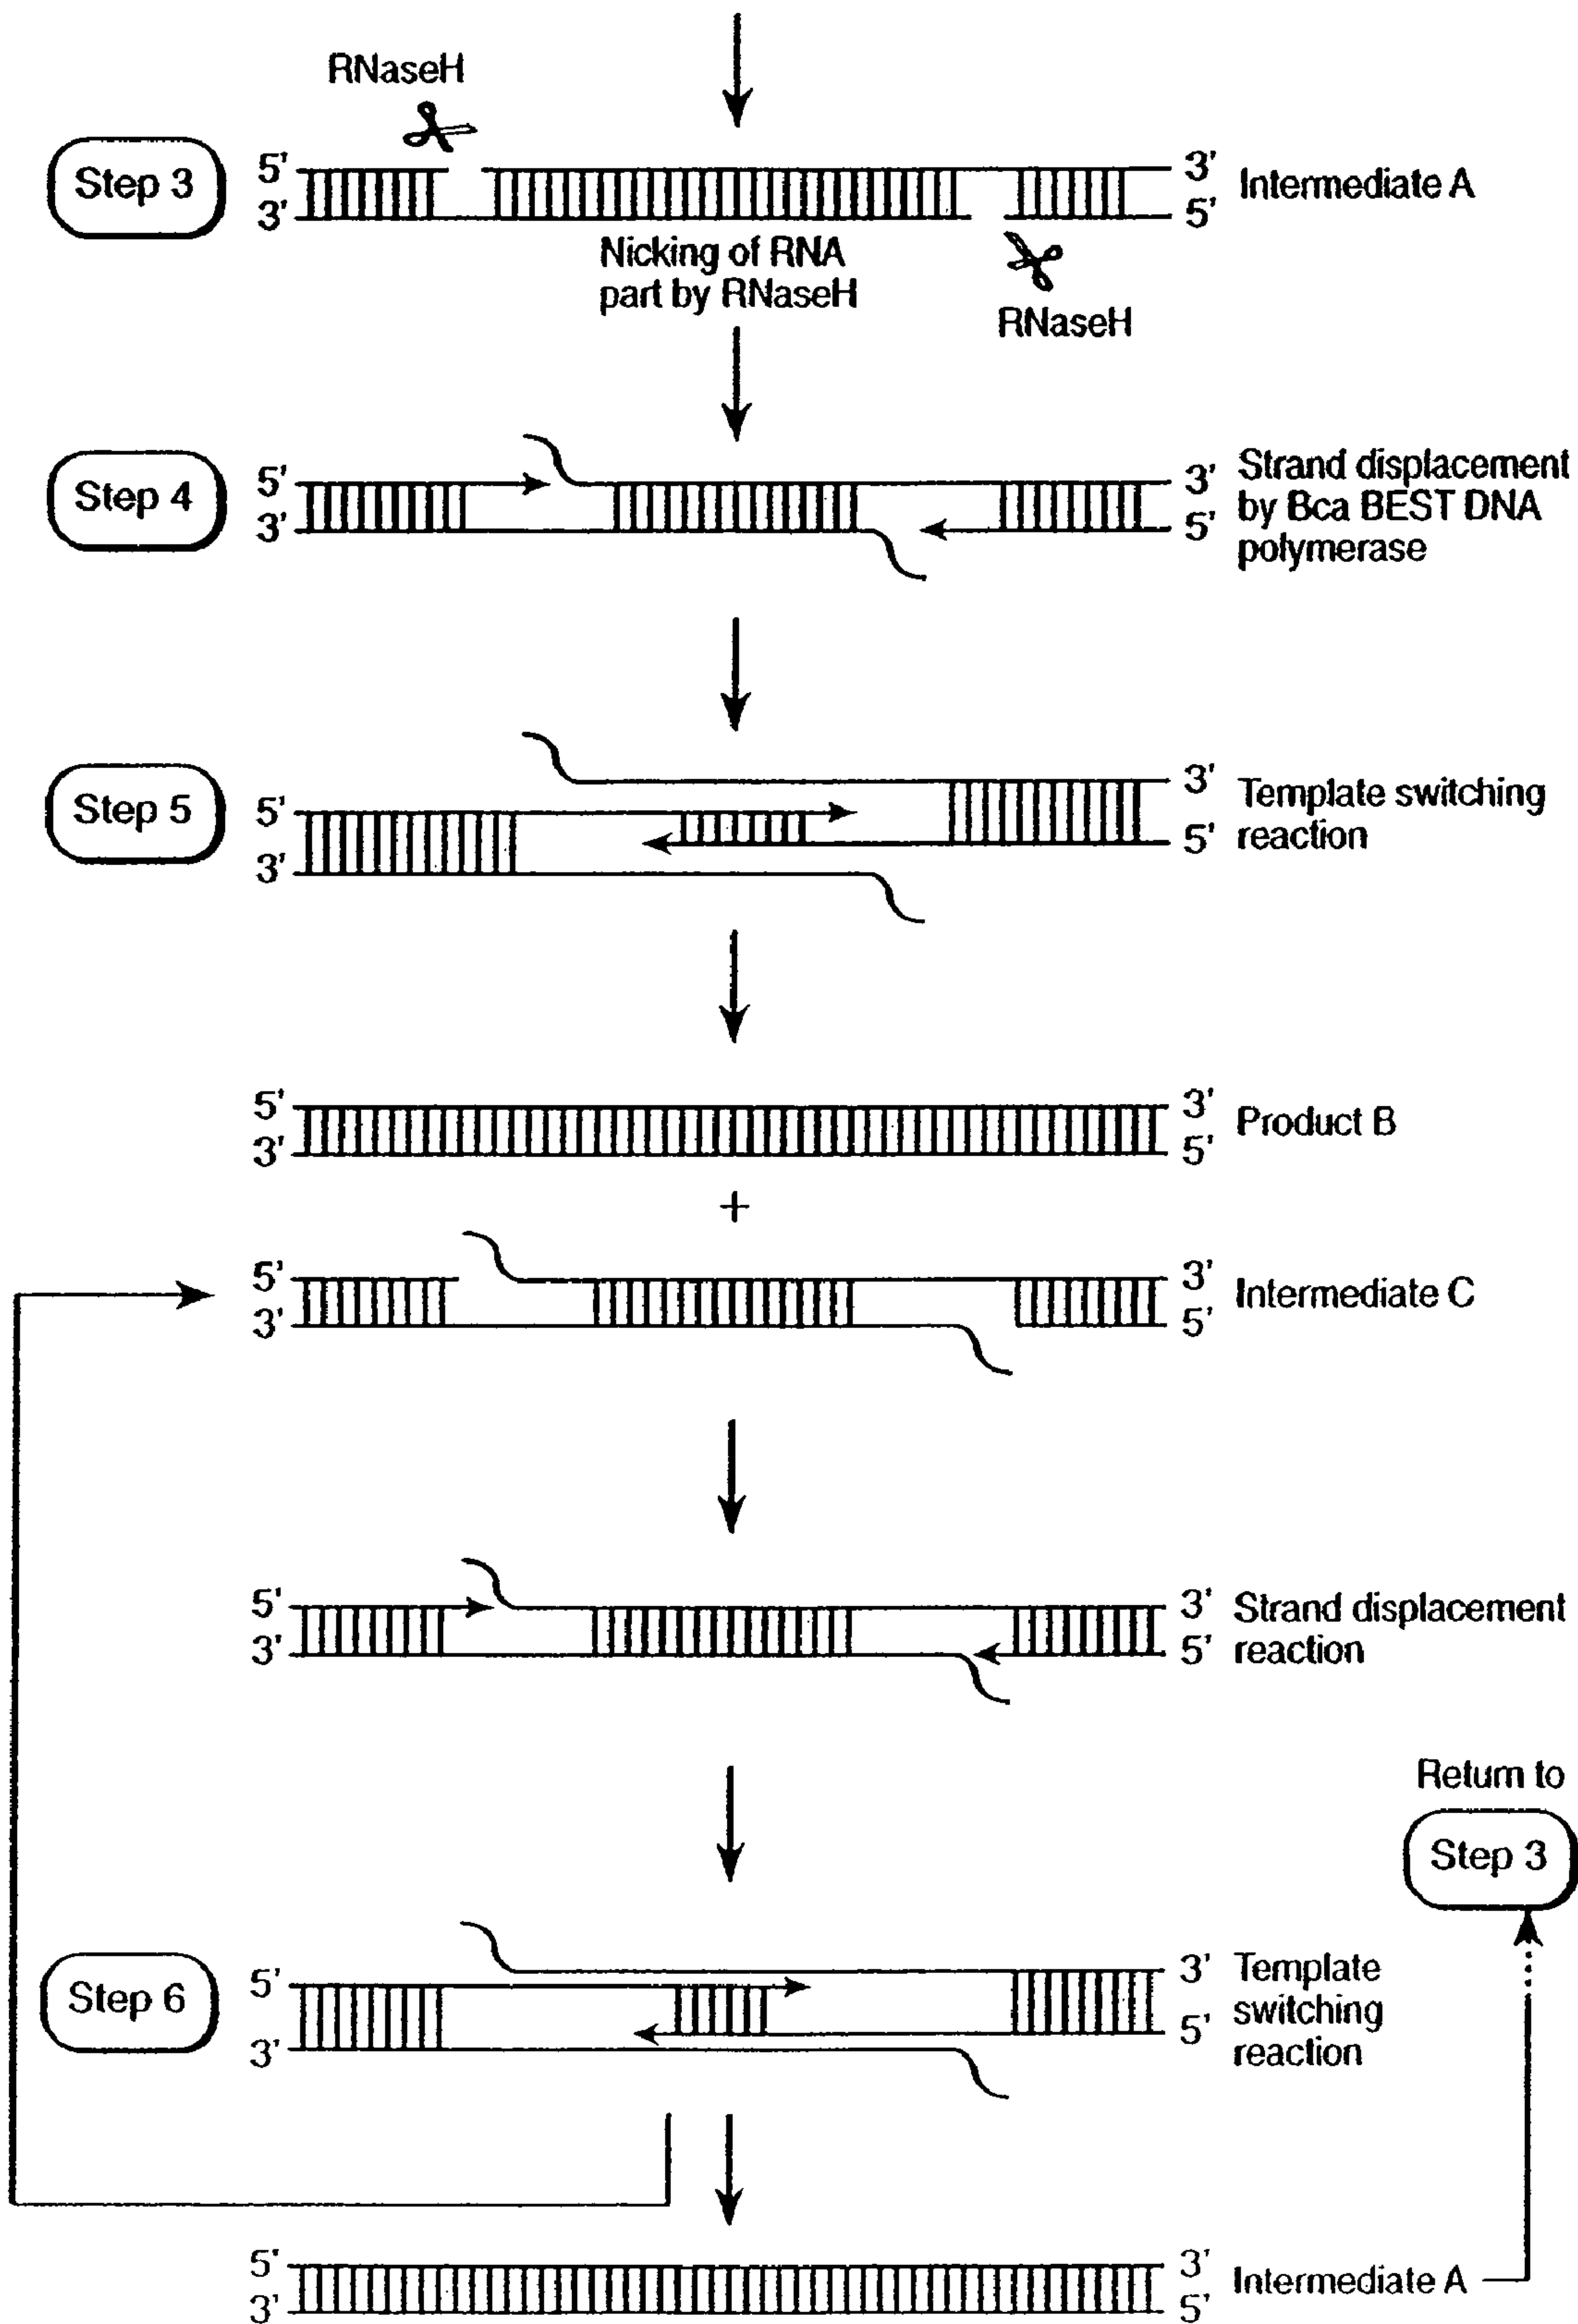 RNaseH
Step 3
5'
3'
3'
5'
Intermediate A
Nicking of RNA
part by RNaseH
RNaseH
Step 4
5'
3'
3'
5'
Strand displacement
by Bca BEST DNA
polymerase
Step 5
5'
3'
3'
5'
Template switching
reaction
5'
3'
3'
5'
Product B
+
5'
3'
3'
5'
Intermediate C
5'
3'
3'
5'
Strand displacement
reaction
Return to
Step 3
Step 6
5'
3'
3'
5'
Template
switching
reaction
5'
3'
3'
5'
Intermediate A